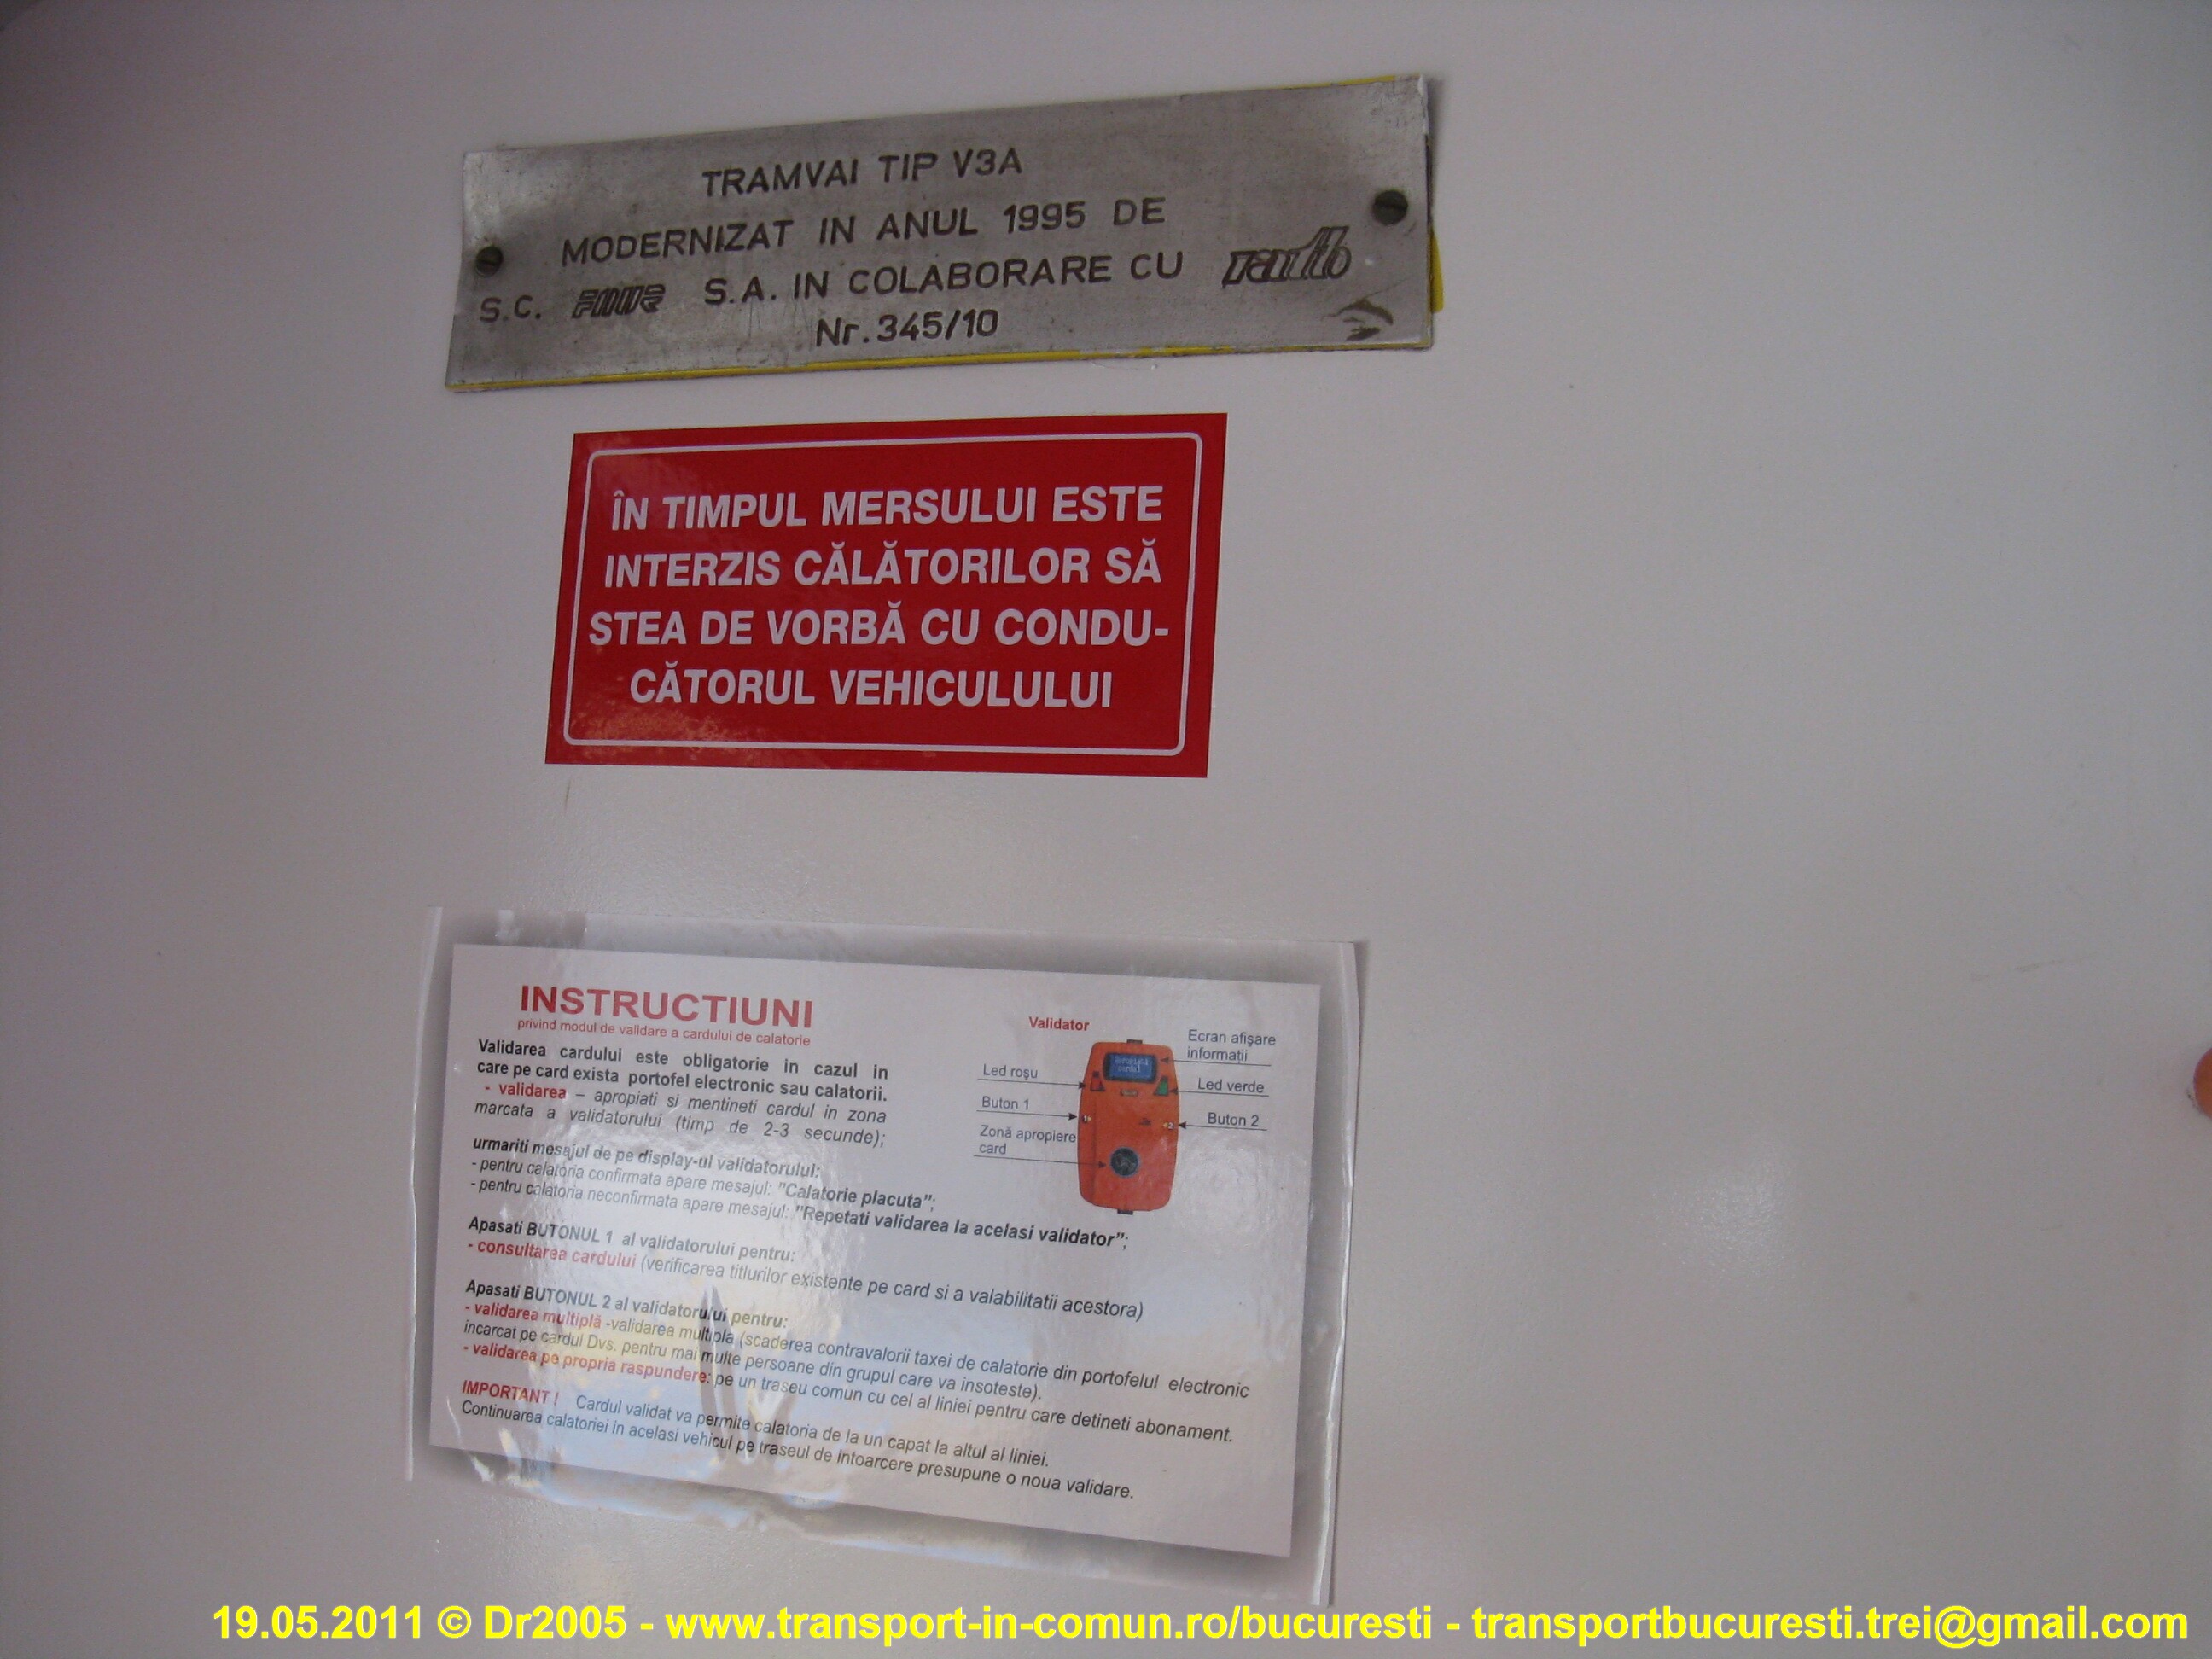 TRAMVAI TIP V3A
MODERNIZAT IN ANUL 1995 DE
S.C. FMUR S.A. IN COLABORARE CU ratb
Nr. 345/10
ÎN TIMPUL MERSULUI ESTE
INTERZIS CĂLĂTORILOR SĂ
STEA DE VORBĂ CU CONDU-
CĂTORUL VEHICULULUI
INSTRUCTIUNI
privind modul de validare a cardului de calatorie
Validarea cardului este obligatorie in cazul in
care pe card exista portofel electronic sau calatorii.
- validarea – apropiati si mentineti cardul in zona
marcata a validatorului (timp de 2-3 secunde);
urmariti mesajul de pe display-ul validatorului:
- pentru calatoria confirmata apare mesajul: "Calatorie placuta";
- pentru calatoria neconfirmata apare mesajul: "Repetati validarea la acelasi validator";
Apasati BUTONUL 1 al validatorului pentru:
- consultarea cardului (verificarea titlurilor existente pe card si a valabilitatii acestora)
Apasati BUTONUL 2 al validatorului pentru:
- validarea multiplă -validarea multipla (scaderea contravalorii taxei de calatorie din portofelul electronic
incarcat pe cardul Dvs. pentru mai multe persoane din grupul care va insoteste).
- validarea pe propria raspundere: pe un traseu comun cu cel al liniei pentru care detineti abonament.
IMPORTANT ! Cardul validat va permite calatoria de la un capat la altul al liniei.
Continuarea calatoriei in acelasi vehicul pe traseul de intoarcere presupune o noua validare.
Validator
Ecran afişare
informaţii
Led roşu
Led verde
Buton 1
Buton 2
Zonă apropiere
card
19.05.2011 © Dr2005 - www.transport-in-comun.ro/bucuresti - transportbucuresti.trei@gmail.com